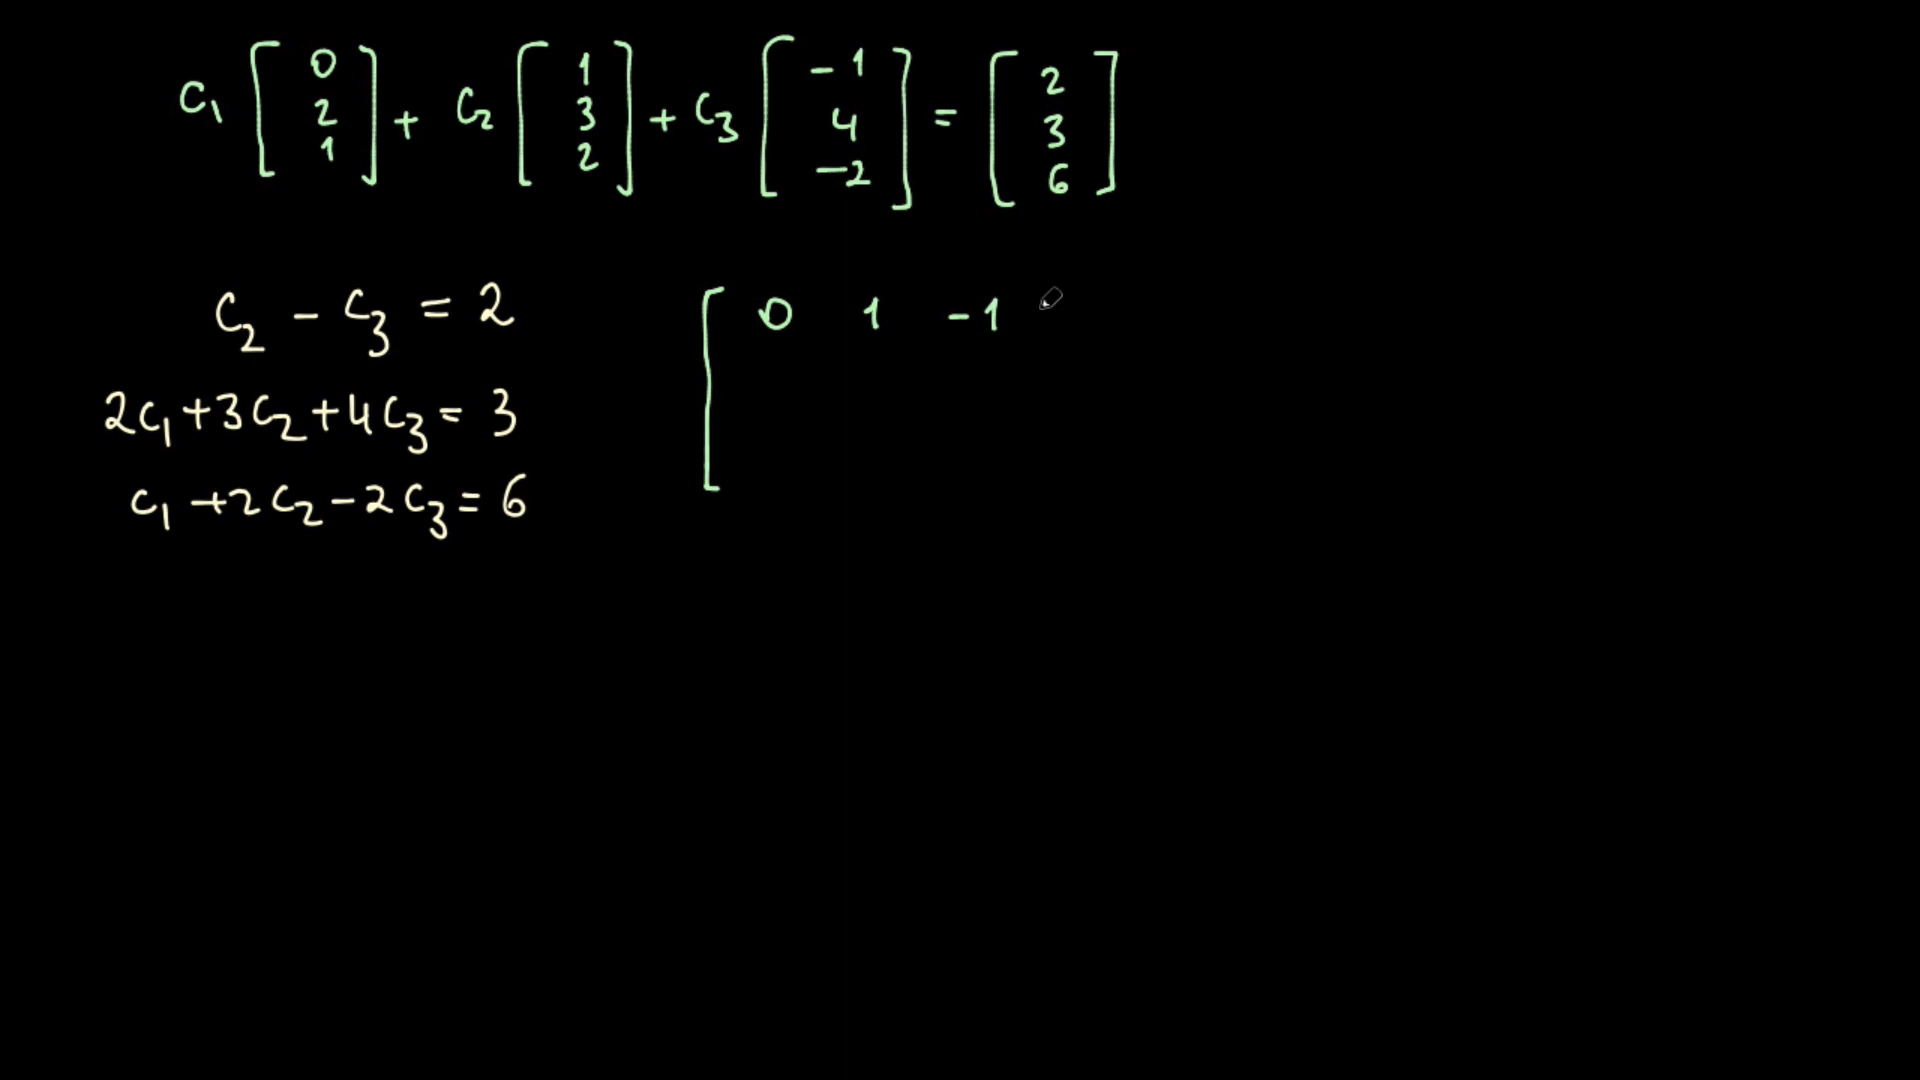 c₁ [0 2 1] + c₂ [1 3 2] + c₃ [-1 4 -2] = [2 3 6]
c₂ - c₃ = 2
2c₁+3c₂+4c₃= 3
c₁+2c₂-2c₃= 6
[ 0 1 -1